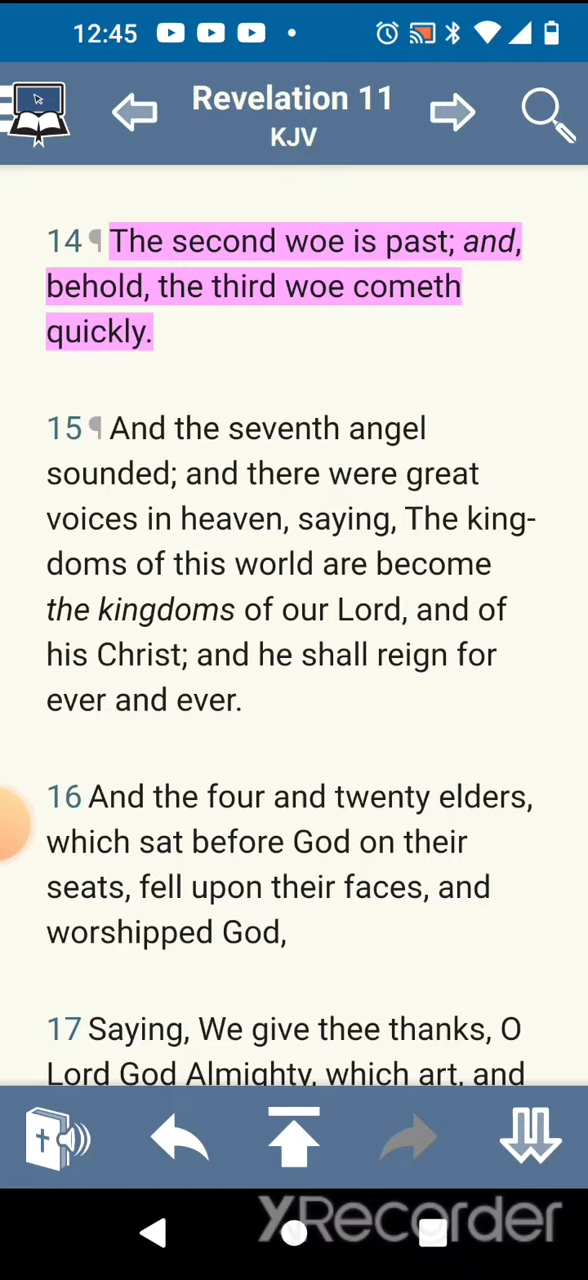 12:45
Revelation 11
KJV
14 ¶ The second woe is past; and,
behold, the third woe cometh
quickly.
15 ¶ And the seventh angel
sounded; and there were great
voices in heaven, saying, The king-
doms of this world are become
the kingdoms of our Lord, and of
his Christ; and he shall reign for
ever and ever.
16 And the four and twenty elders,
which sat before God on their
seats, fell upon their faces, and
worshipped God,
17 Saying, We give thee thanks, O
Lord God Almighty, which art, and
XRecorder